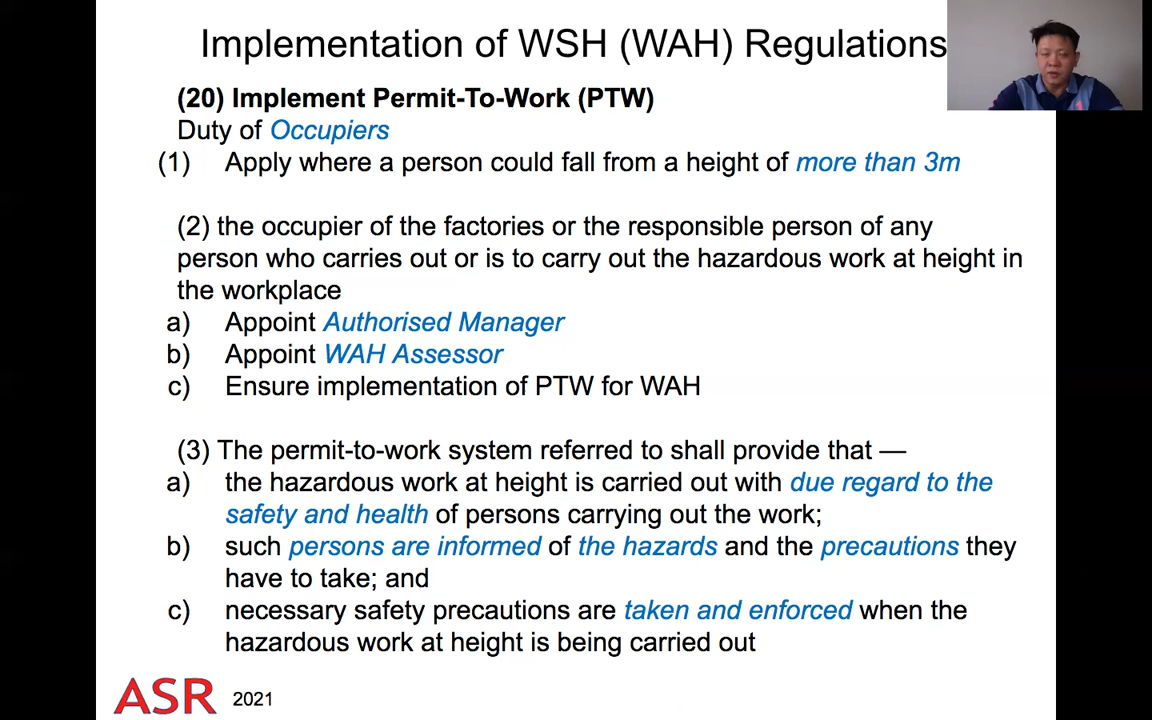 Implementation of WSH (WAH) Regulations
(20) Implement Permit-To-Work (PTW)
Duty of Occupiers
(1) Apply where a person could fall from a height of more than 3m
(2) the occupier of the factories or the responsible person of any
person who carries out or is to carry out the hazardous work at height in
the workplace
a) Appoint Authorised Manager
b) Appoint WAH Assessor
c) Ensure implementation of PTW for WAH
(3) The permit-to-work system referred to shall provide that —
a) the hazardous work at height is carried out with due regard to the
safety and health of persons carrying out the work;
b) such persons are informed of the hazards and the precautions they
have to take; and
c) necessary safety precautions are taken and enforced when the
hazardous work at height is being carried out
ASR 2021